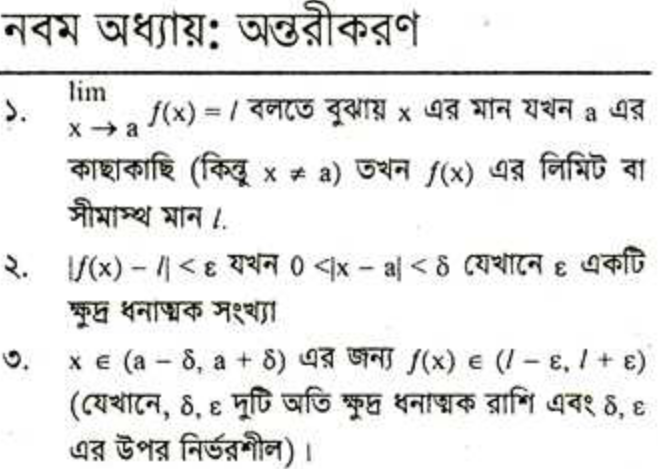 নবম অধ্যায়: অন্তরীকরণ
১. lim x → a f(x) = l বলতে বুঝায় x এর মান যখন a এর
কাছাকাছি (কিন্তু x ≠ a) তখন f(x) এর লিমিট বা
সীমাস্থ মান l.
২. |f(x) – l| < ε যখন 0 <|x – a| < δ যেখানে ε একটি
ক্ষুদ্র ধনাত্মক সংখ্যা
৩. x ∈ (a – δ, a + δ) এর জন্য f(x) ∈ (l – ε, l + ε)
(যেখানে, δ, ε দুটি অতি ক্ষুদ্র ধনাত্মক রাশি এবং δ, ε
এর উপর নির্ভরশীল)।